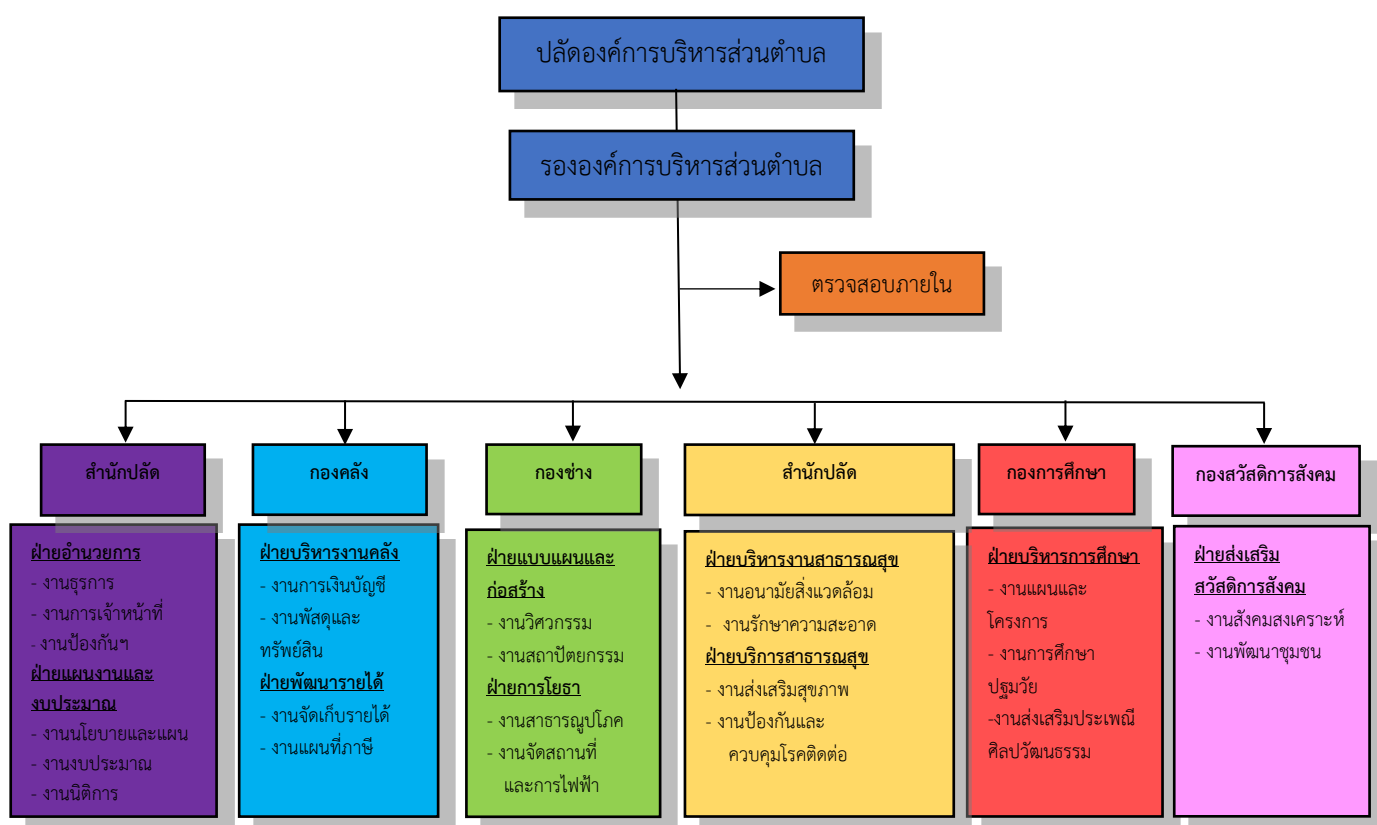 ปลัดองค์การบริหารส่วนตำบล
รององค์การบริหารส่วนตำบล
ตรวจสอบภายใน
สำนักปลัด
ฝ่ายอำนวยการ
- งานธุรการ
- งานการเจ้าหน้าที่
- งานป้องกันฯ
ฝ่ายแผนงานและ
งบประมาณ
- งานนโยบายและแผน
- งานงบประมาณ
- งานนิติการ
กองคลัง
ฝ่ายบริหารงานคลัง
- งานการเงินบัญชี
- งานพัสดุและ
ทรัพย์สิน
ฝ่ายพัฒนารายได้
- งานจัดเก็บรายได้
- งานแผนที่ภาษี
กองช่าง
ฝ่ายแบบแผนและ
ก่อสร้าง
- งานวิศวกรรม
- งานสถาปัตยกรรม
ฝ่ายการโยธา
- งานสาธารณูปโภค
- งานจัดสถานที่
และการไฟฟ้า
สำนักปลัด
ฝ่ายบริหารงานสาธารณสุข
- งานอนามัยสิ่งแวดล้อม
- งานรักษาความสะอาด
ฝ่ายบริการสาธารณสุข
- งานส่งเสริมสุขภาพ
- งานป้องกันและ
ควบคุมโรคติดต่อ
กองการศึกษา
ฝ่ายบริหารการศึกษา
- งานแผนและ
โครงการ
- งานการศึกษา
ปฐมวัย
-งานส่งเสริมประเพณี
ศิลปวัฒนธรรม
กองสวัสดิการสังคม
ฝ่ายส่งเสริม
สวัสดิการสังคม
- งานสังคมสงเคราะห์
- งานพัฒนาชุมชน